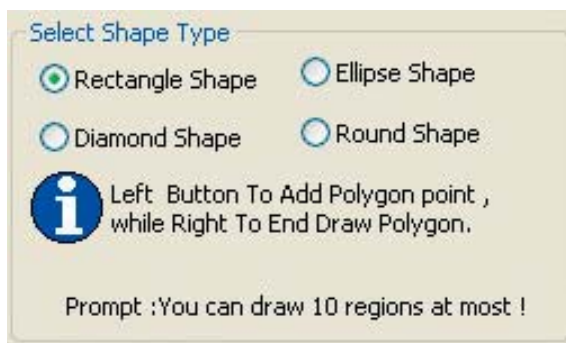 Select Shape Type
Rectangle Shape
Ellipse Shape
Diamond Shape
Round Shape
Left Button To Add Polygon point ,
while Right To End Draw Polygon.
Prompt :You can draw 10 regions at most !